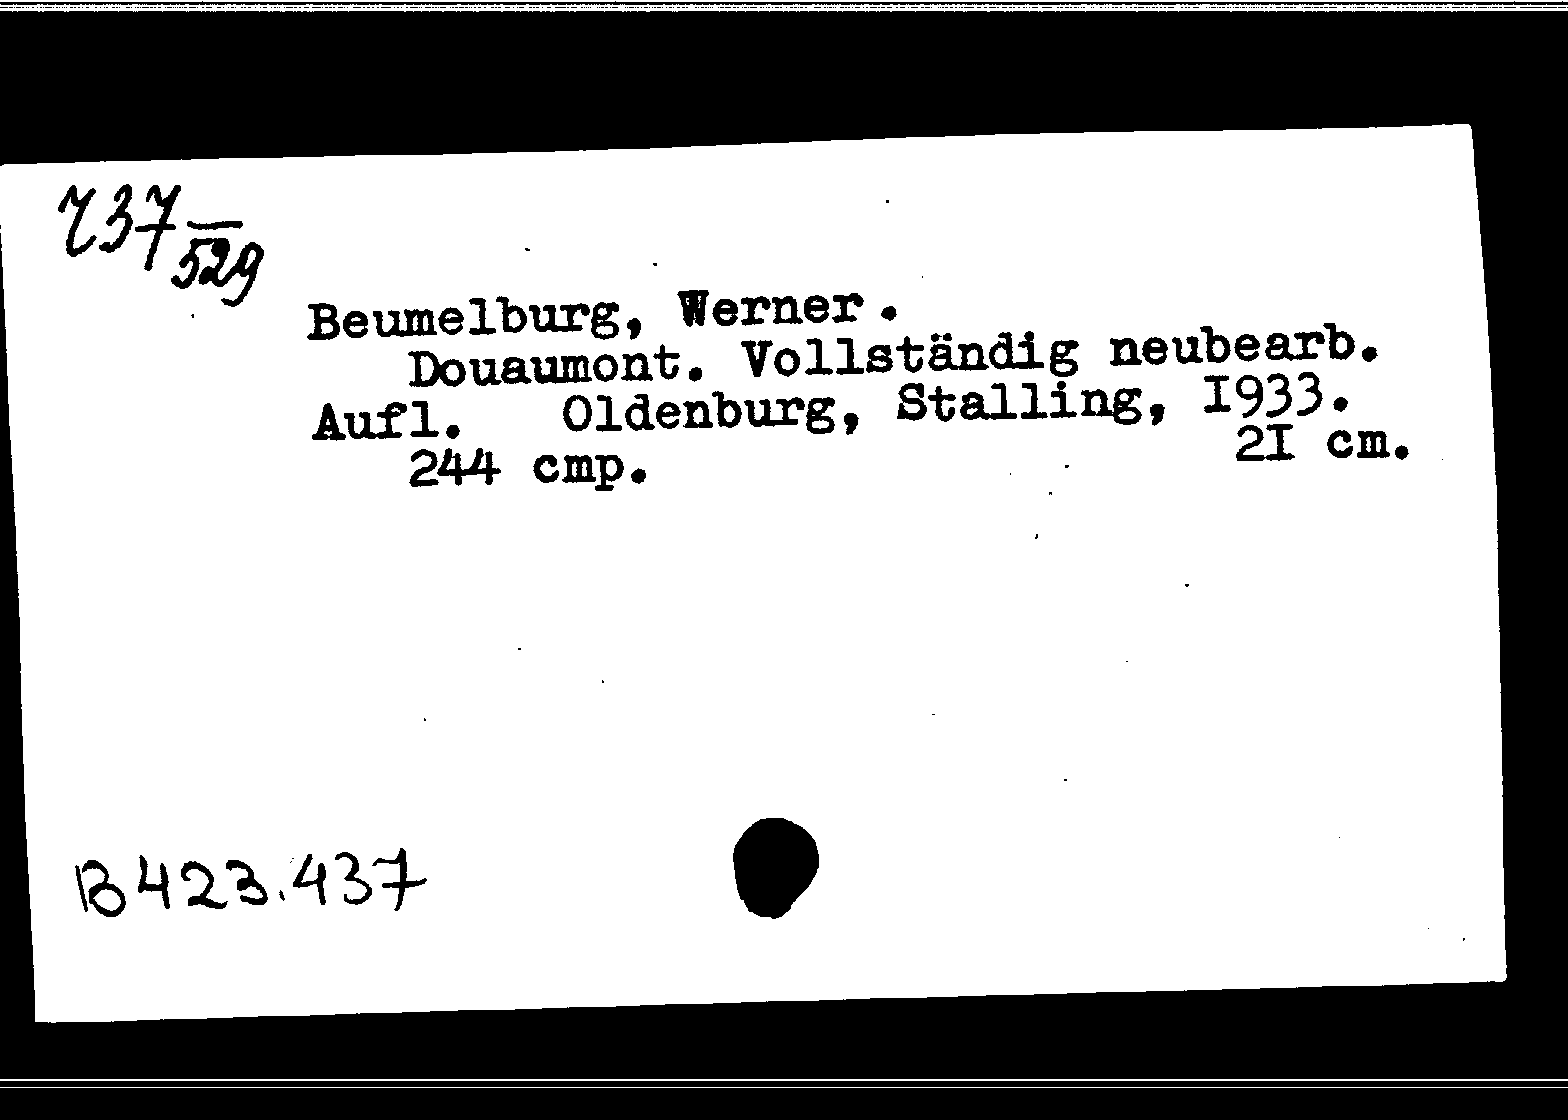 Z37
529
Beumelburg, Werner.
Douaumont. Vollständig neubearb.
Aufl. Oldenburg, Stalling, I933.
244 cmp. 2I cm.
B423.437